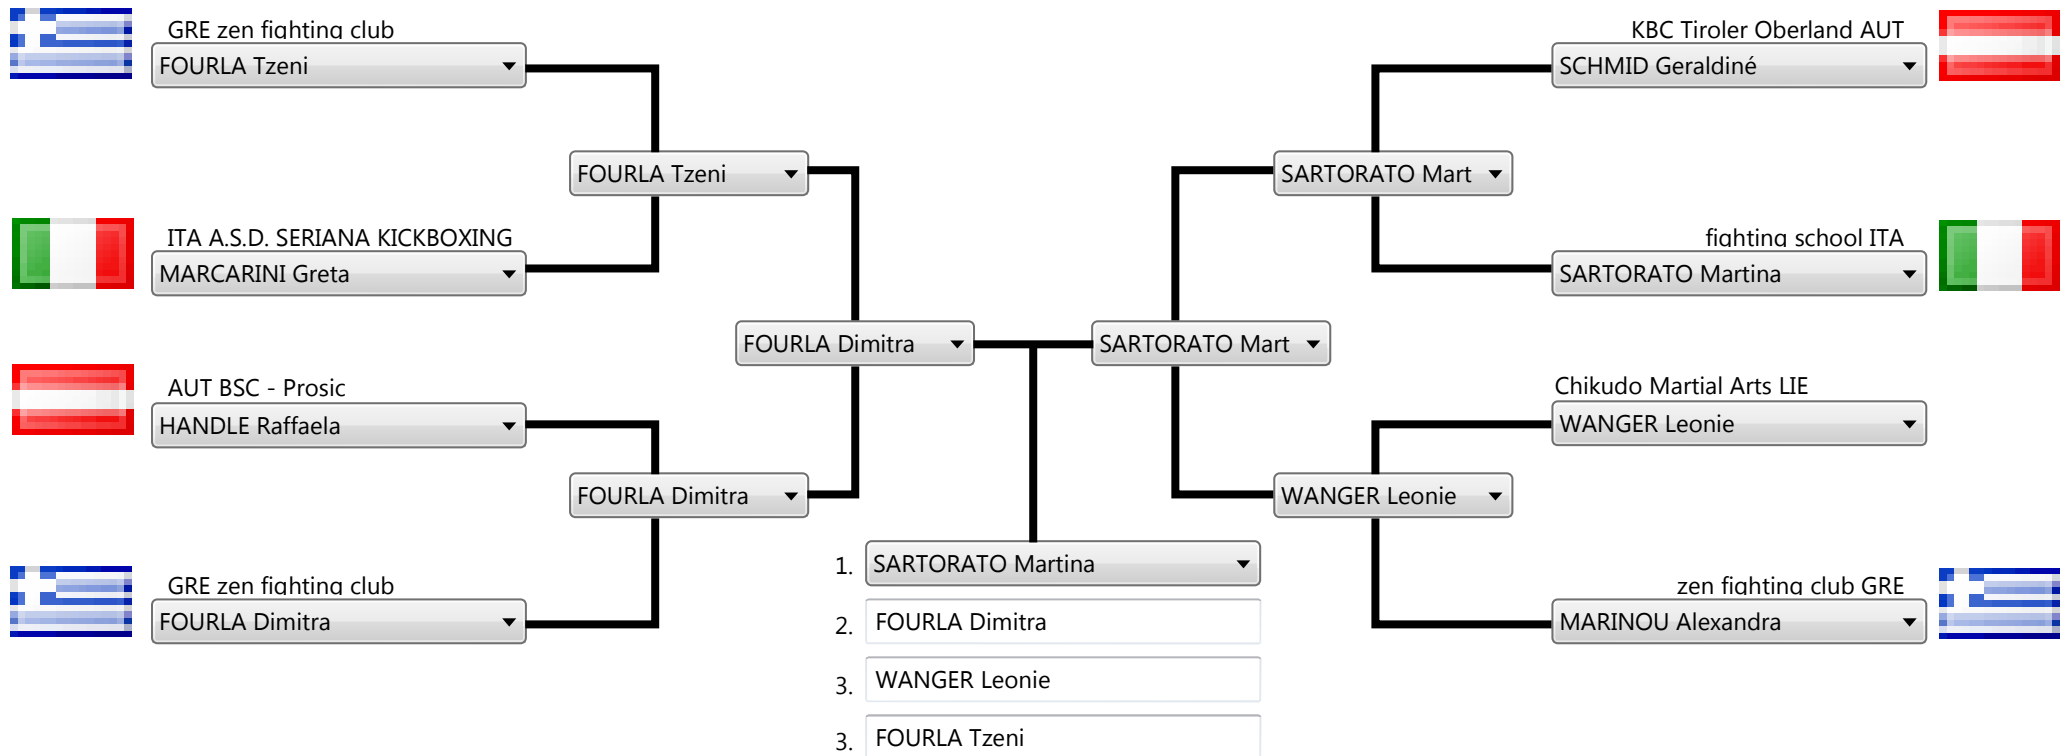 GRE zen fighting club
FOURLA Tzeni
KBC Tiroler Oberland AUT
SCHMID Geraldiné
FOURLA Tzeni
SARTORATO Mart
ITA A.S.D. SERIANA KICKBOXING
MARCARINI Greta
fighting school ITA
SARTORATO Martina
FOURLA Dimitra
SARTORATO Mart
AUT BSC - Prosic
HANDLE Raffaela
Chikudo Martial Arts LIE
WANGER Leonie
FOURLA Dimitra
WANGER Leonie
GRE zen fighting club
FOURLA Dimitra
zen fighting club GRE
MARINOU Alexandra
1. SARTORATO Martina
2. FOURLA Dimitra
3. WANGER Leonie
3. FOURLA Tzeni